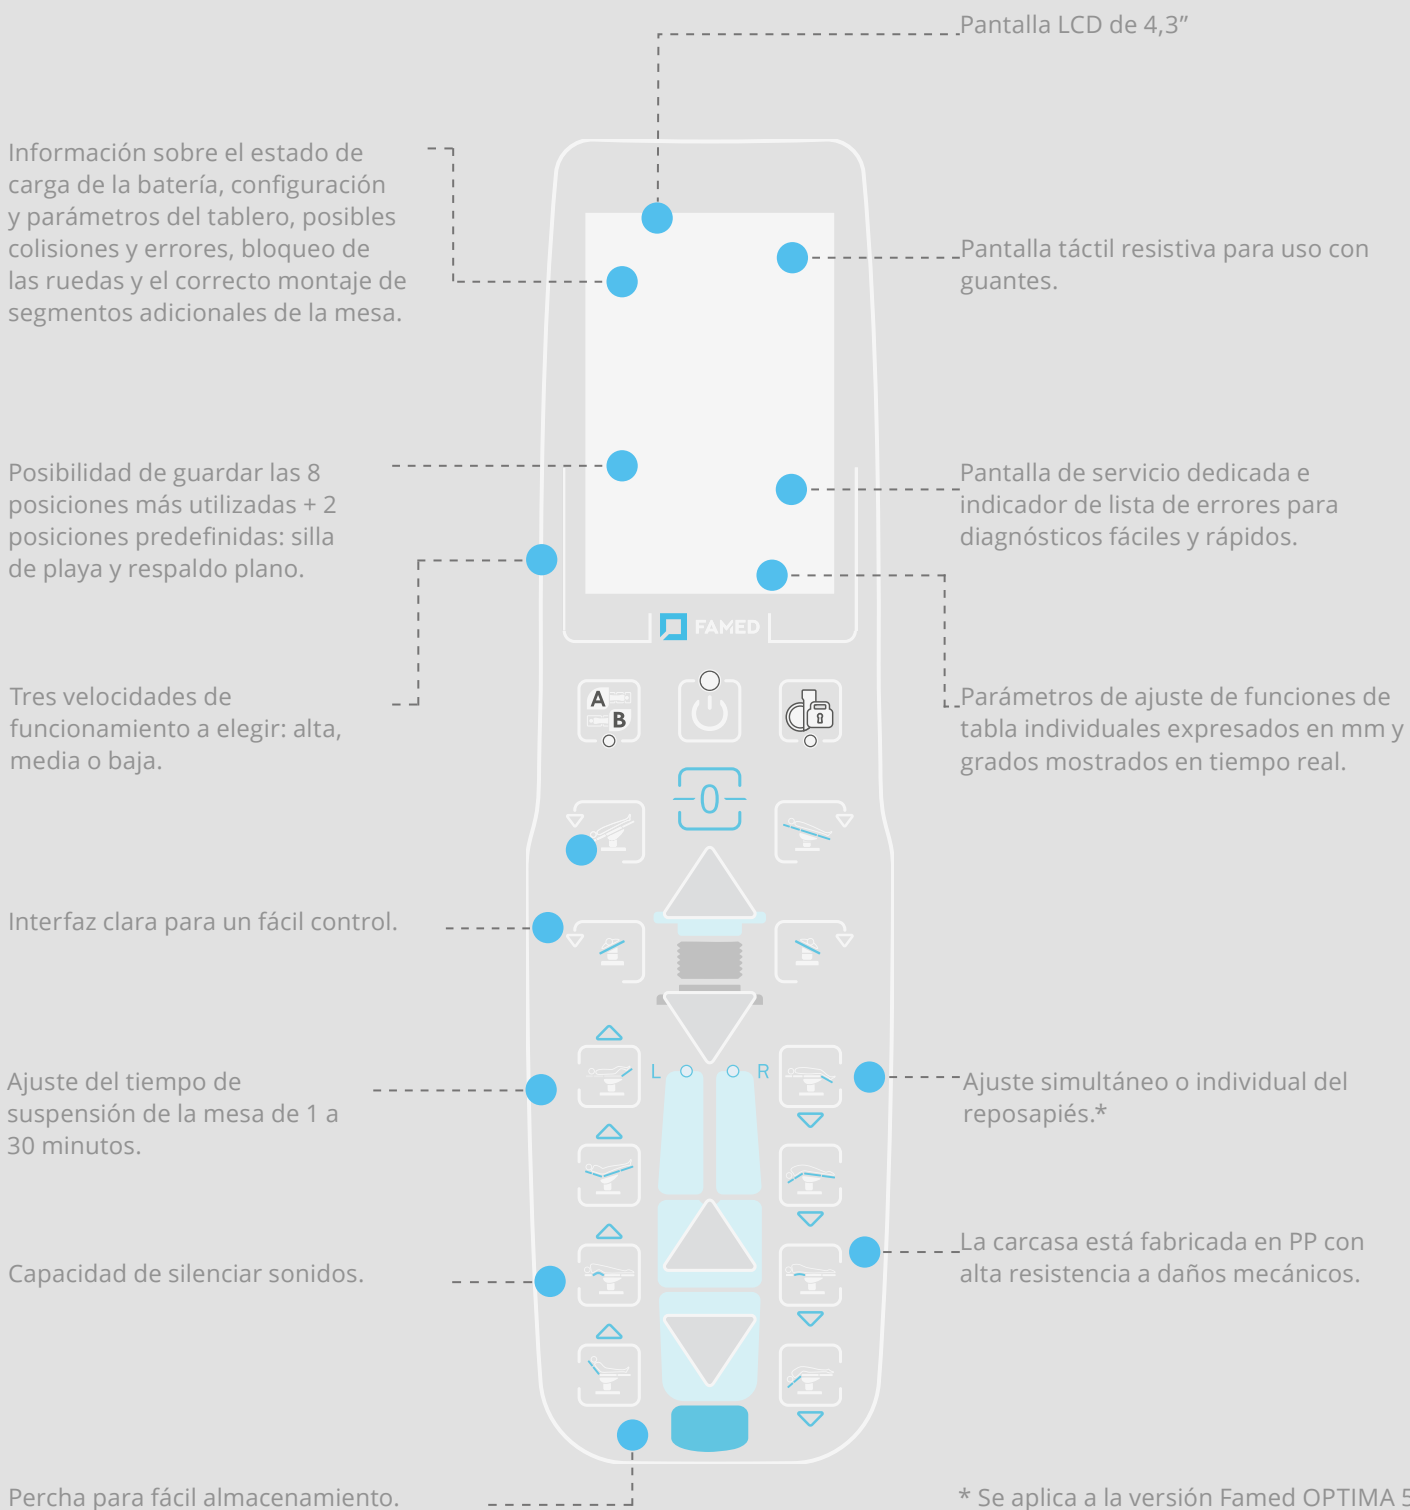 Pantalla LCD de 4,3”
Información sobre el estado de
carga de la batería, configuración
y parámetros del tablero, posibles
colisiones y errores, bloqueo de
las ruedas y el correcto montaje de
segmentos adicionales de la mesa.
Pantalla táctil resistiva para uso con
guantes.
Posibilidad de guardar las 8
posiciones más utilizadas + 2
posiciones predefinidas: silla
de playa y respaldo plano.
Pantalla de servicio dedicada e
indicador de lista de errores para
diagnósticos fáciles y rápidos.
FAMED
Tres velocidades de
funcionamiento a elegir: alta,
media o baja.
A
B
Parámetros de ajuste de funciones de
tabla individuales expresados en mm y
grados mostrados en tiempo real.
0
Interfaz clara para un fácil control.
Ajuste del tiempo de
suspensión de la mesa de 1 a
30 minutos.
L R
Ajuste simultáneo o individual del
reposapiés.*
Capacidad de silenciar sonidos.
La carcasa está fabricada en PP con
alta resistencia a daños mecánicos.
Percha para fácil almacenamiento.
* Se aplica a la versión Famed OPTIMA 5